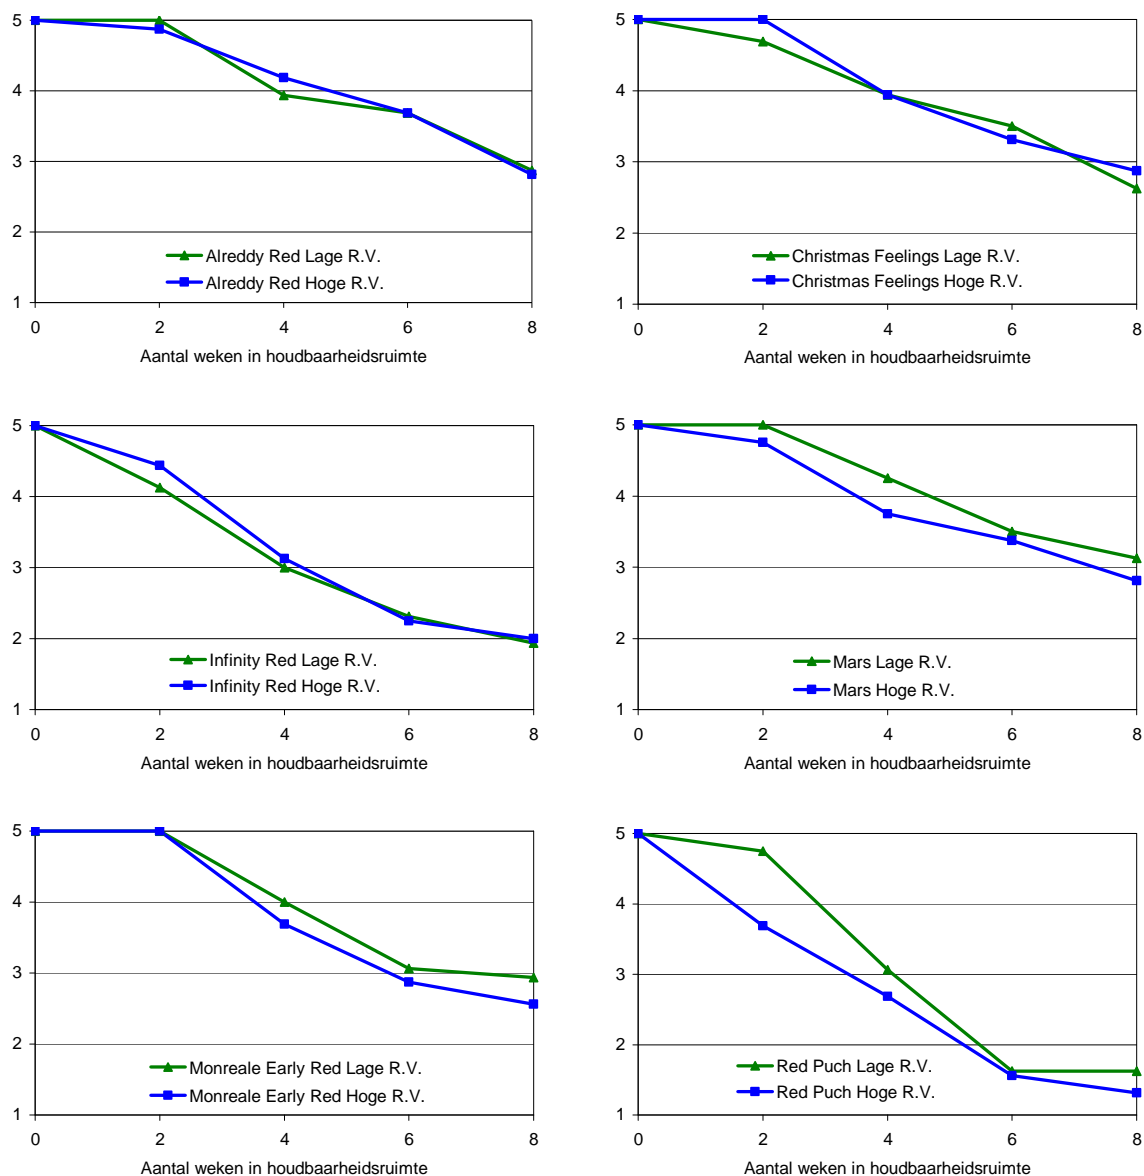 5
4
3
2
1
Alreddy Red Lage R.V.
Alreddy Red Hoge R.V.
0 2 4 6 8
Aantal weken in houdbaarheidsruimte
5
4
3
2
1
Christmas Feelings Lage R.V.
Christmas Feelings Hoge R.V.
0 2 4 6 8
Aantal weken in houdbaarheidsruimte
5
4
3
2
1
Infinity Red Lage R.V.
Infinity Red Hoge R.V.
0 2 4 6 8
Aantal weken in houdbaarheidsruimte
5
4
3
2
1
Mars Lage R.V.
Mars Hoge R.V.
0 2 4 6 8
Aantal weken in houdbaarheidsruimte
5
4
3
2
1
Monreale Early Red Lage R.V.
Monreale Early Red Hoge R.V.
0 2 4 6 8
Aantal weken in houdbaarheidsruimte
5
4
3
2
1
Red Puch Lage R.V.
Red Puch Hoge R.V.
0 2 4 6 8
Aantal weken in houdbaarheidsruimte